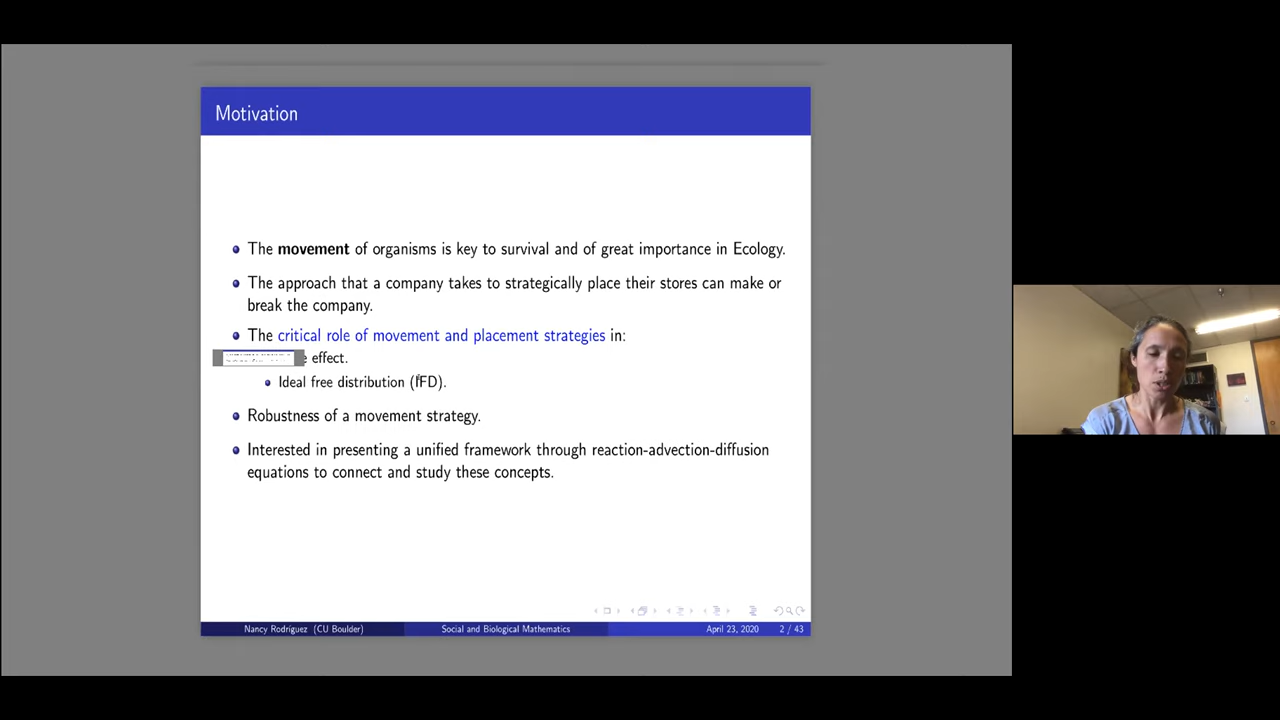 Motivation
The movement of organisms is key to survival and of great importance in Ecology.
The approach that a company takes to strategically place their stores can make or
break the company.
The critical role of movement and placement strategies in:
effect.
Ideal free distribution (IFD).
Robustness of a movement strategy.
Interested in presenting a unified framework through reaction-advection-diffusion
equations to connect and study these concepts.
Nancy Rodríguez (CU Boulder) Social and Biological Mathematics April 23, 2020 2 / 43